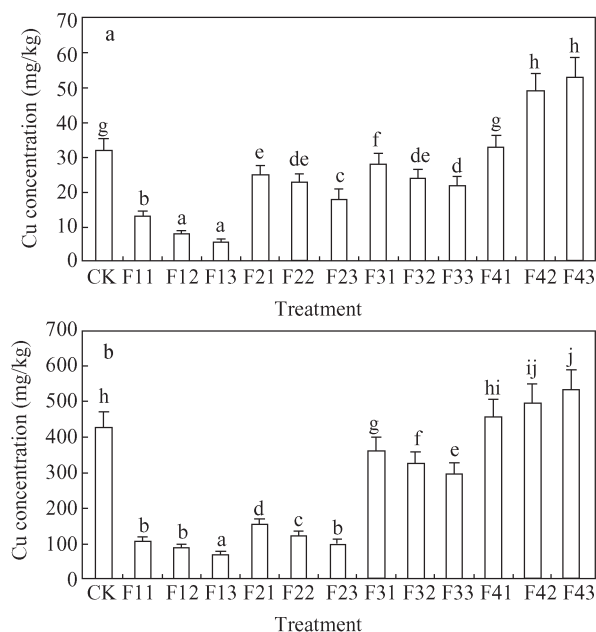 a
70
60
50
40
30
20
10
0
Cu concentration (mg/kg)
g
b
a
a
e
de
c
f
de
d
g
h
h
CK F11 F12 F13 F21 F22 F23 F31 F32 F33 F41 F42 F43
Treatment
b
700
600
500
400
300
200
100
0
Cu concentration (mg/kg)
h
b
b
a
d
c
b
g
f
e
hi
ij
j
CK F11 F12 F13 F21 F22 F23 F31 F32 F33 F41 F42 F43
Treatment